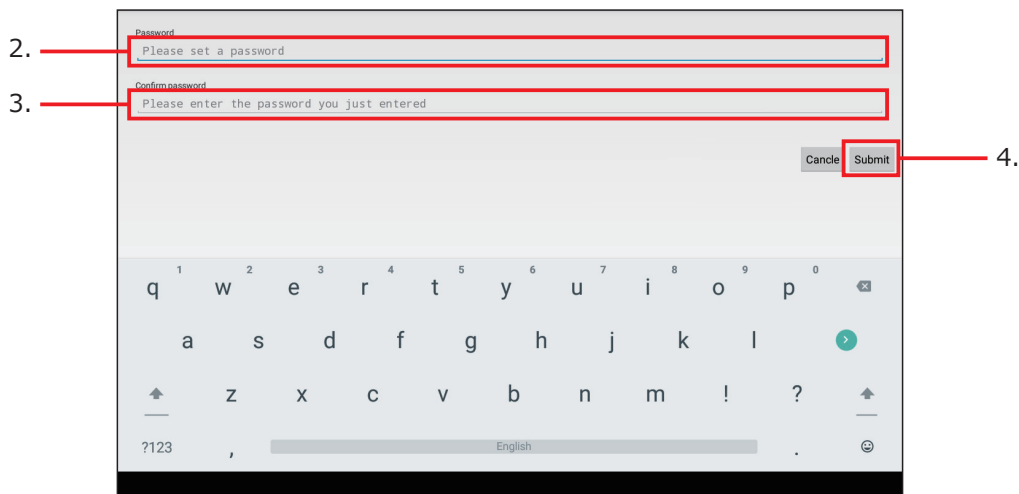 Password
2.
Please set a password
Confirm password
3.
Please enter the password you just entered
Cancle Submit
4.
1 2 3 4 5 6 7 8 9 0
q w e r t y u i o p
a s d f g h j k l
z x c v b n m ! ?
?123 , English .